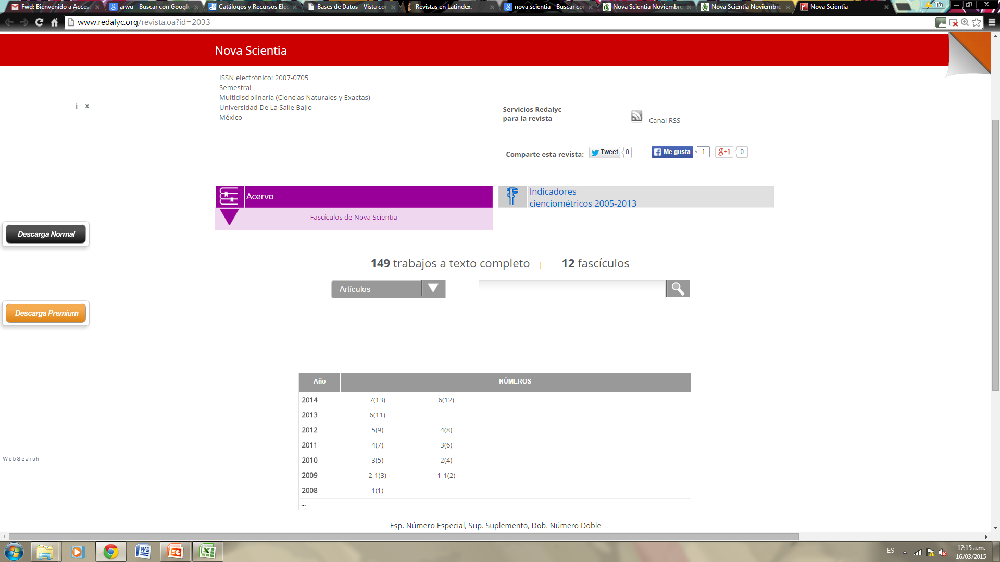 Fwd: Bienvenido a Acceso
arwu - Buscar con Google
Catálogos y Recursos Elec
Bases de Datos - Vista con
Revistas en Latindex.
nova scientia - Buscar con
Nova Scientia Noviembre
Nova Scientia Noviembre
Nova Scientia
Tú
www.redalyc.org/revista.oa?id=2033
Nova Scientia
ISSN electrónico: 2007-0705
Semestral
Multidisciplinaria (Ciencias Naturales y Exactas)
Universidad De La Salle Bajío
México
i x
Servicios Redalyc
para la revista
Canal RSS
Comparte esta revista: Tweet 0 Me gusta 1 g+1 0
Acervo
Fascículos de Nova Scientia
Indicadores
cienciométricos 2005-2013
Descarga Normal
149 trabajos a texto completo | 12 fascículos
Artículos
Descarga Premium
Año NÚMEROS
2014 7(13) 6(12)
2013 6(11)
2012 5(9) 4(8)
2011 4(7) 3(6)
2010 3(5) 2(4)
2009 2-1(3) 1-1(2)
2008 1(1)
...
WebSearch
Esp. Número Especial, Sup. Suplemento, Dob. Número Doble
ES
12:15 a.m.
16/03/2015